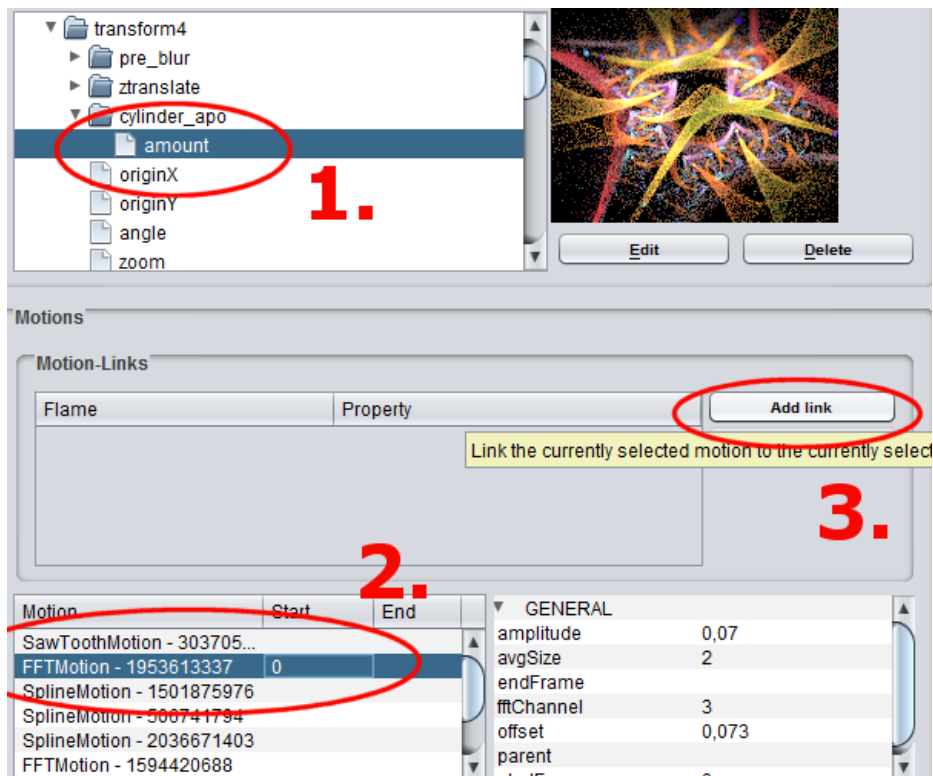 transform4
pre_blur
ztranslate
cylinder_apo
amount
originX
originY
angle
zoom
1.
Edit Delete
Motions
Motion-Links
Flame Property
Add link
Link the currently selected motion to the currently select
3.
2.
Motion Start End
SawToothMotion - 303705...
FFTMotion - 1953613337 0
SplineMotion - 1501875976
SplineMotion - 500741794
SplineMotion - 2036671403
FFTMotion - 1594420688
GENERAL
amplitude 0,07
avgSize 2
endFrame
fftChannel 3
offset 0,073
parent